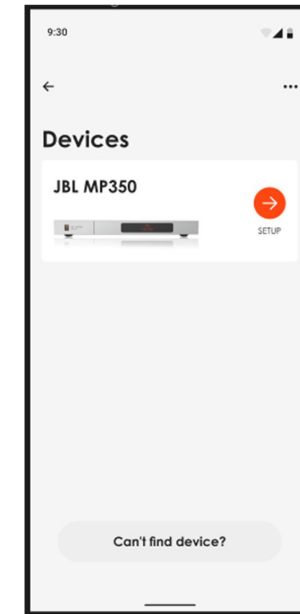 9:30
Devices
JBL MP350
SETUP
Can't find device?